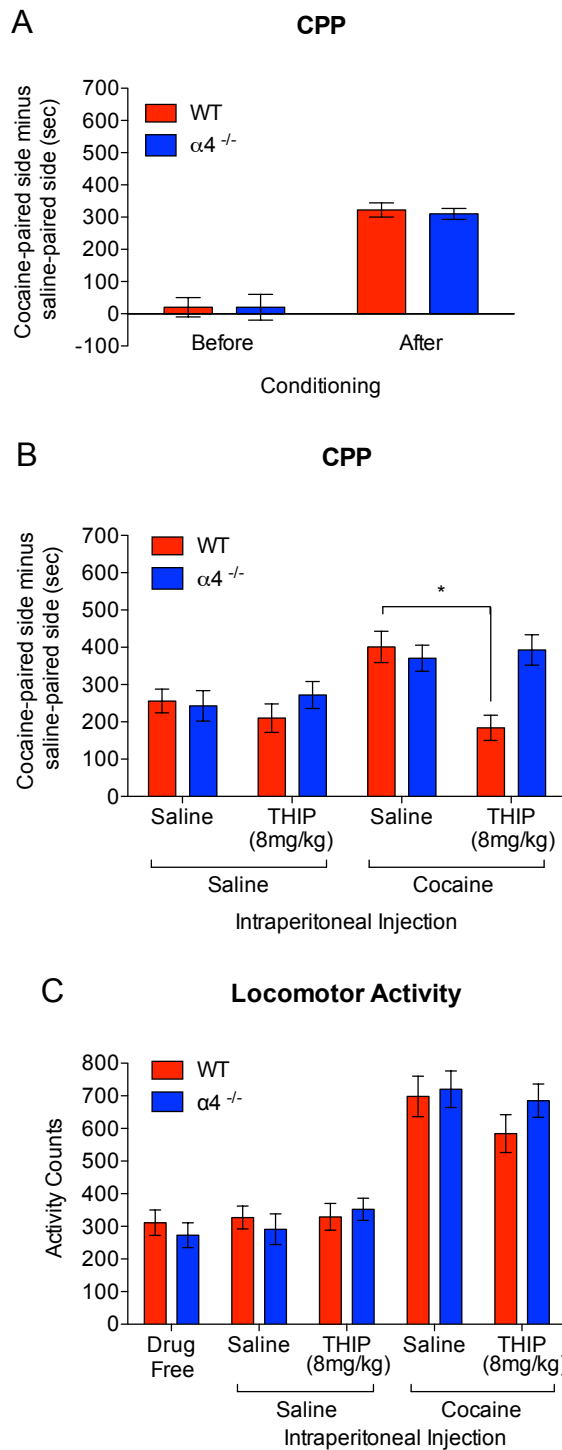 A
CPP
Cocaine-paired side minus
saline-paired side (sec)
700
600
500
400
300
200
100
0
-100
WT
α4 -/-
Before After
Conditioning
B
CPP
Cocaine-paired side minus
saline-paired side (sec)
700
600
500
400
300
200
100
0
WT
α4 -/-
*
Saline THIP Saline THIP
(8mg/kg) (8mg/kg)
Saline Cocaine
Intraperitoneal Injection
C
Locomotor Activity
Activity Counts
800
700
600
500
400
300
200
100
0
WT
α4 -/-
Drug Saline THIP Saline THIP
Free (8mg/kg) (8mg/kg)
Saline Cocaine
Intraperitoneal Injection